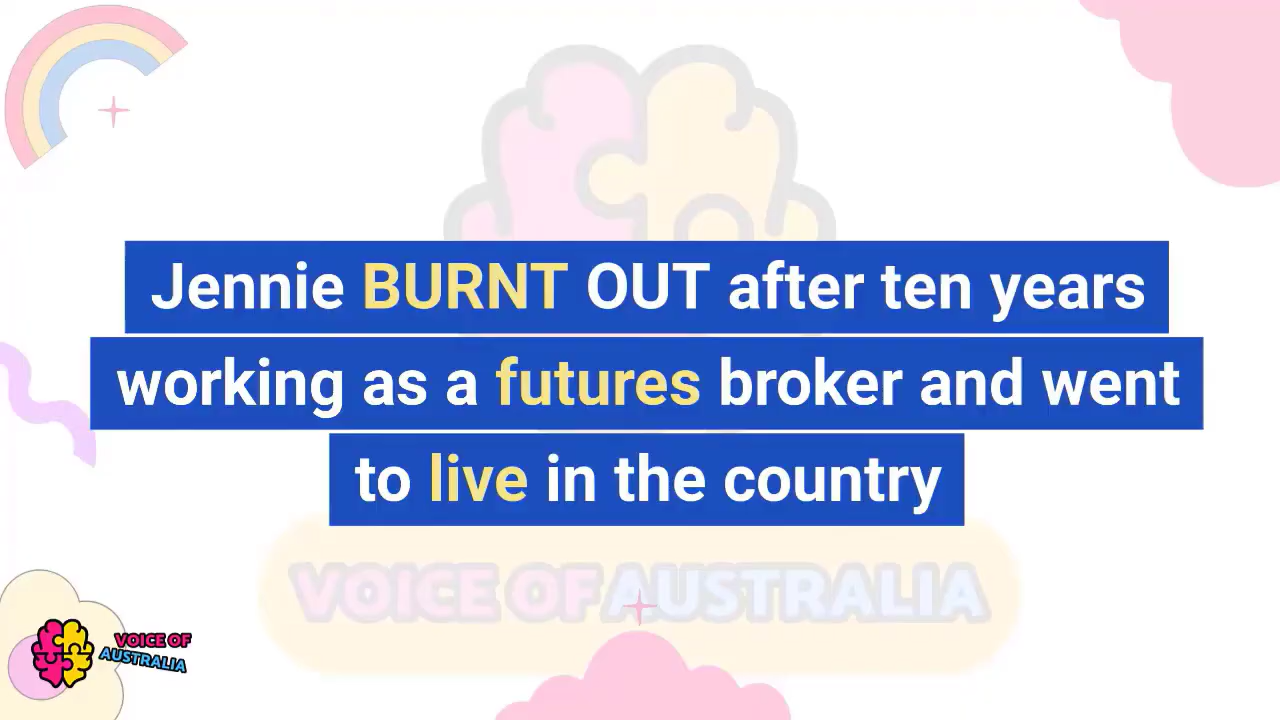 Jennie BURNT OUT after ten years
working as a futures broker and went
to live in the country
VOICE OF AUSTRALIA
VOICE OF
AUSTRALIA